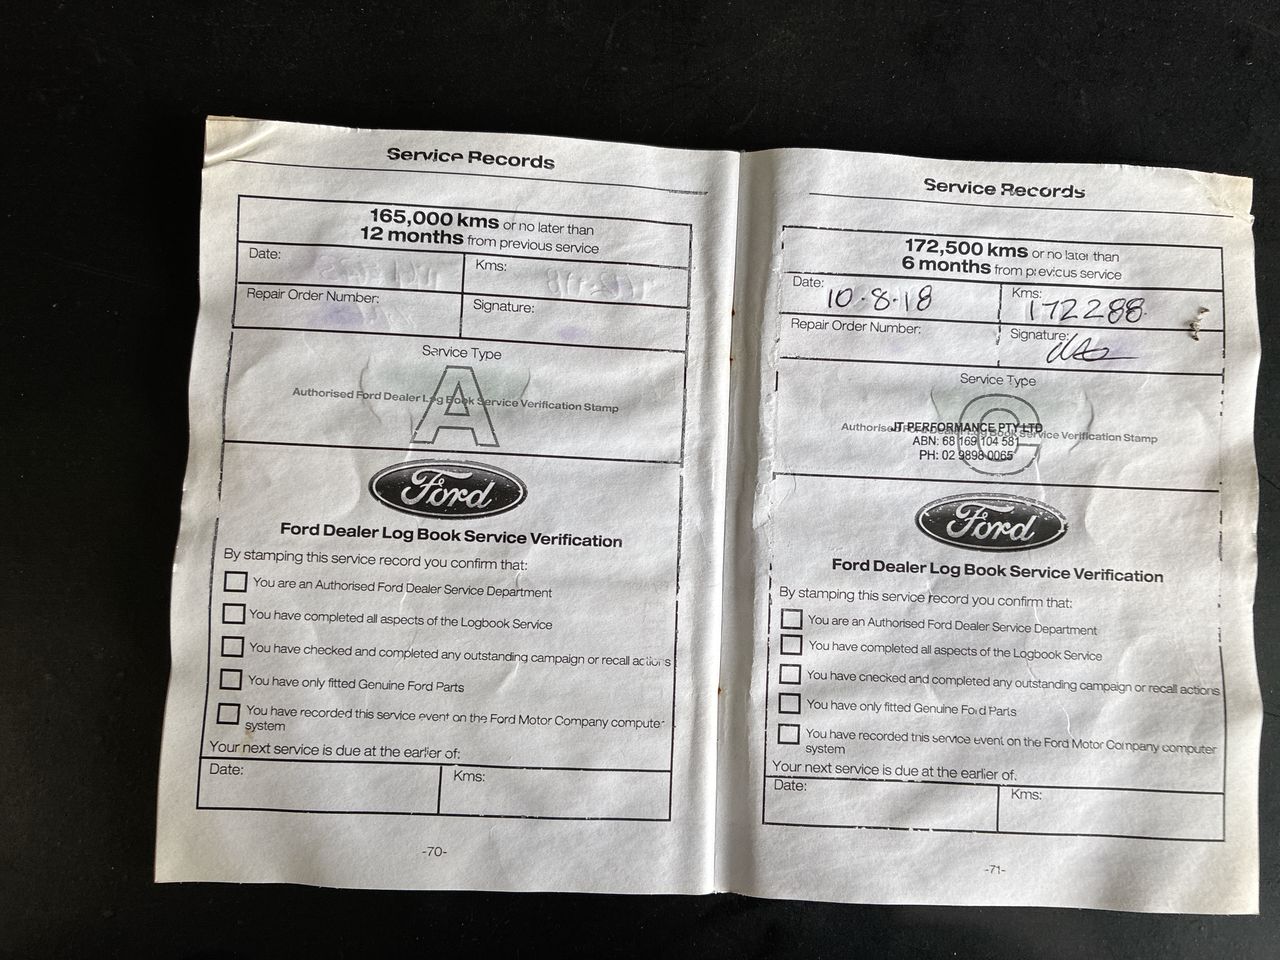 Service Records
165,000 kms or no later than
12 months from previous service
Date:
Kms:
Repair Order Number:
Signature:
Service Type
A
Authorised Ford Dealer Log Book Service Verification Stamp
Ford
Ford Dealer Log Book Service Verification
By stamping this service record you confirm that:
You are an Authorised Ford Dealer Service Department
You have completed all aspects of the Logbook Service
You have checked and completed any outstanding campaign or recall actions
You have only fitted Genuine Ford Parts
You have recorded this service event on the Ford Motor Company computer
system
Your next service is due at the earlier of:
Date:
Kms:
-70-
Service Records
172,500 kms or no later than
6 months from previous service
Date: 10.8.18
Kms: 172288
Repair Order Number:
Signature:
Service Type
C
Authorised Dealer Log Book Service Verification Stamp
JT PERFORMANCE PTY LTD
ABN: 68 169 104 581
PH: 02 9898 0065
Ford
Ford Dealer Log Book Service Verification
By stamping this service record you confirm that:
You are an Authorised Ford Dealer Service Department
You have completed all aspects of the Logbook Service
You have checked and completed any outstanding campaign or recall actions
You have only fitted Genuine Ford Parts
You have recorded this service event on the Ford Motor Company computer
system
Your next service is due at the earlier of:
Date:
Kms:
-71-